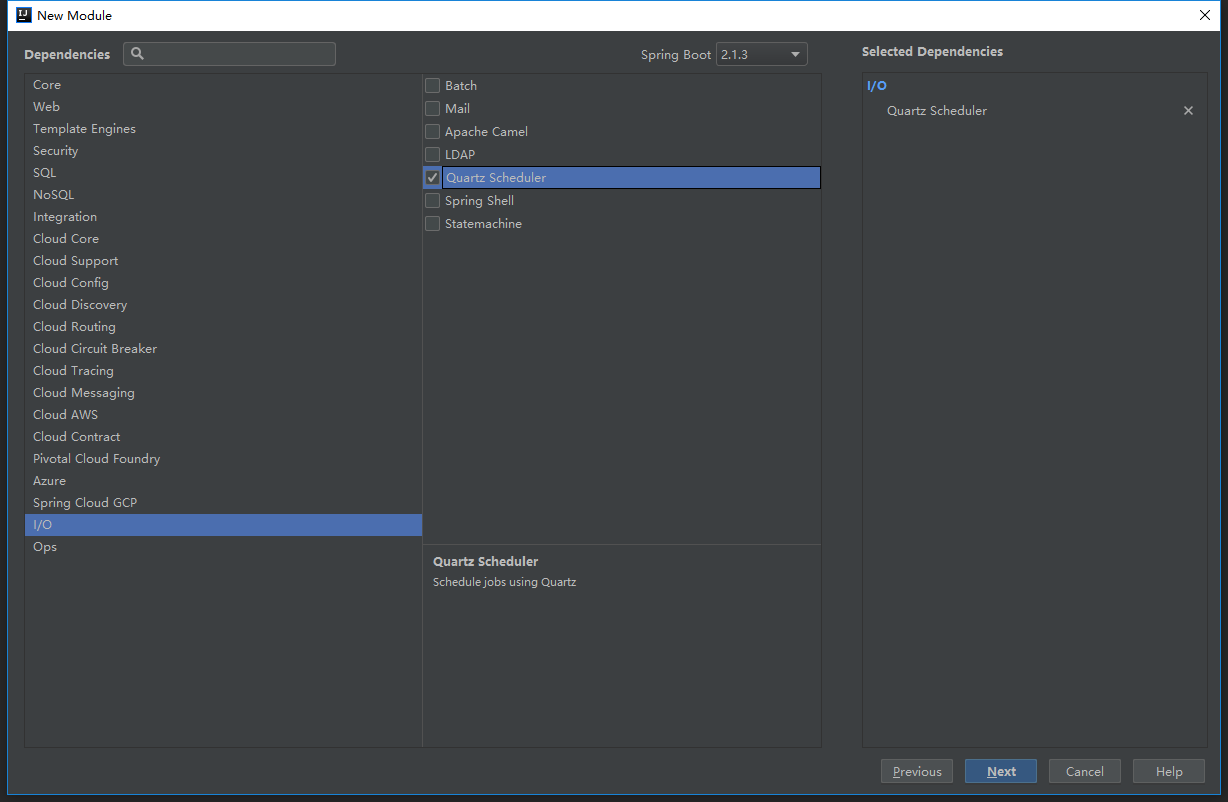 New Module
Dependencies
Spring Boot 2.1.3
Selected Dependencies
Core
Web
Template Engines
Security
SQL
NoSQL
Integration
Cloud Core
Cloud Support
Cloud Config
Cloud Discovery
Cloud Routing
Cloud Circuit Breaker
Cloud Tracing
Cloud Messaging
Cloud AWS
Cloud Contract
Pivotal Cloud Foundry
Azure
Spring Cloud GCP
I/O
Ops
Batch
Mail
Apache Camel
LDAP
Quartz Scheduler
Spring Shell
Statemachine
Quartz Scheduler
Schedule jobs using Quartz
I/O
Quartz Scheduler
Previous
Next
Cancel
Help